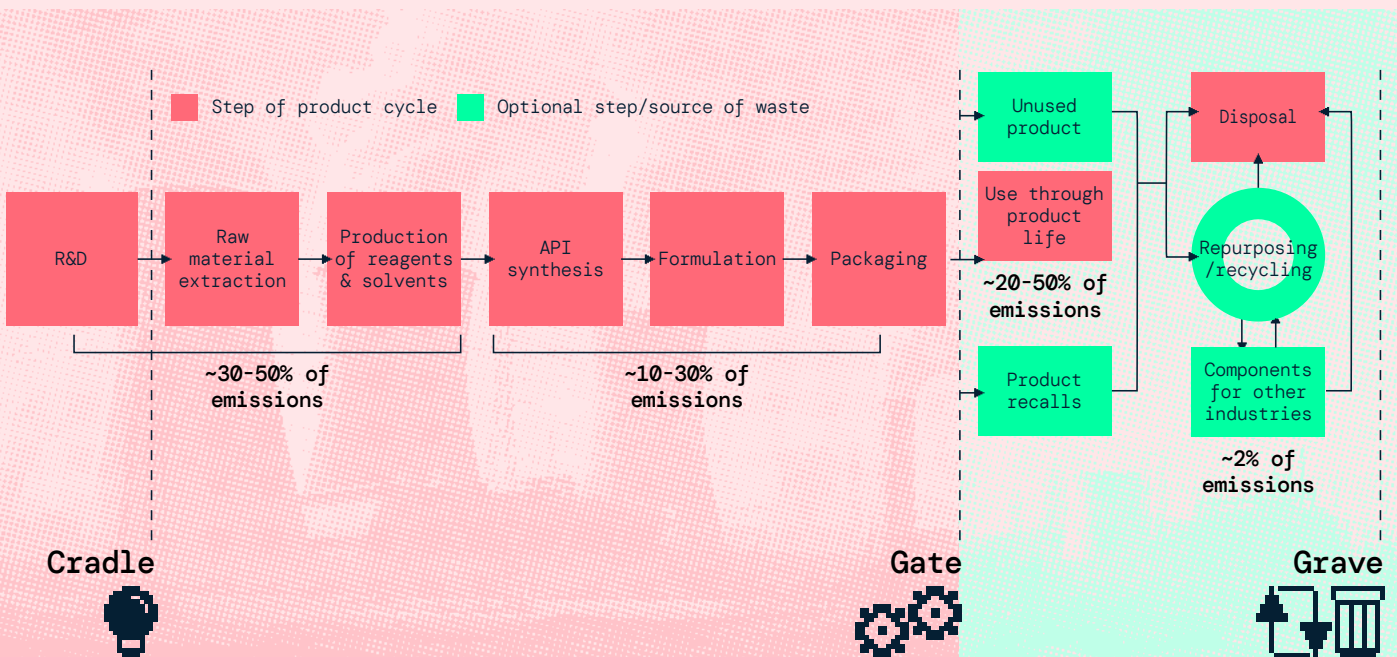 Step of product cycle
Optional step/source of waste
R&D
Raw
material
extraction
Production
of reagents
& solvents
API
synthesis
Formulation
Packaging
~30-50% of
emissions
~10-30% of
emissions
Unused
product
Use through
product
life
~20-50% of
emissions
Product
recalls
Disposal
Repurposing
/recycling
Components
for other
industries
~2% of
emissions
Cradle
Gate
Grave